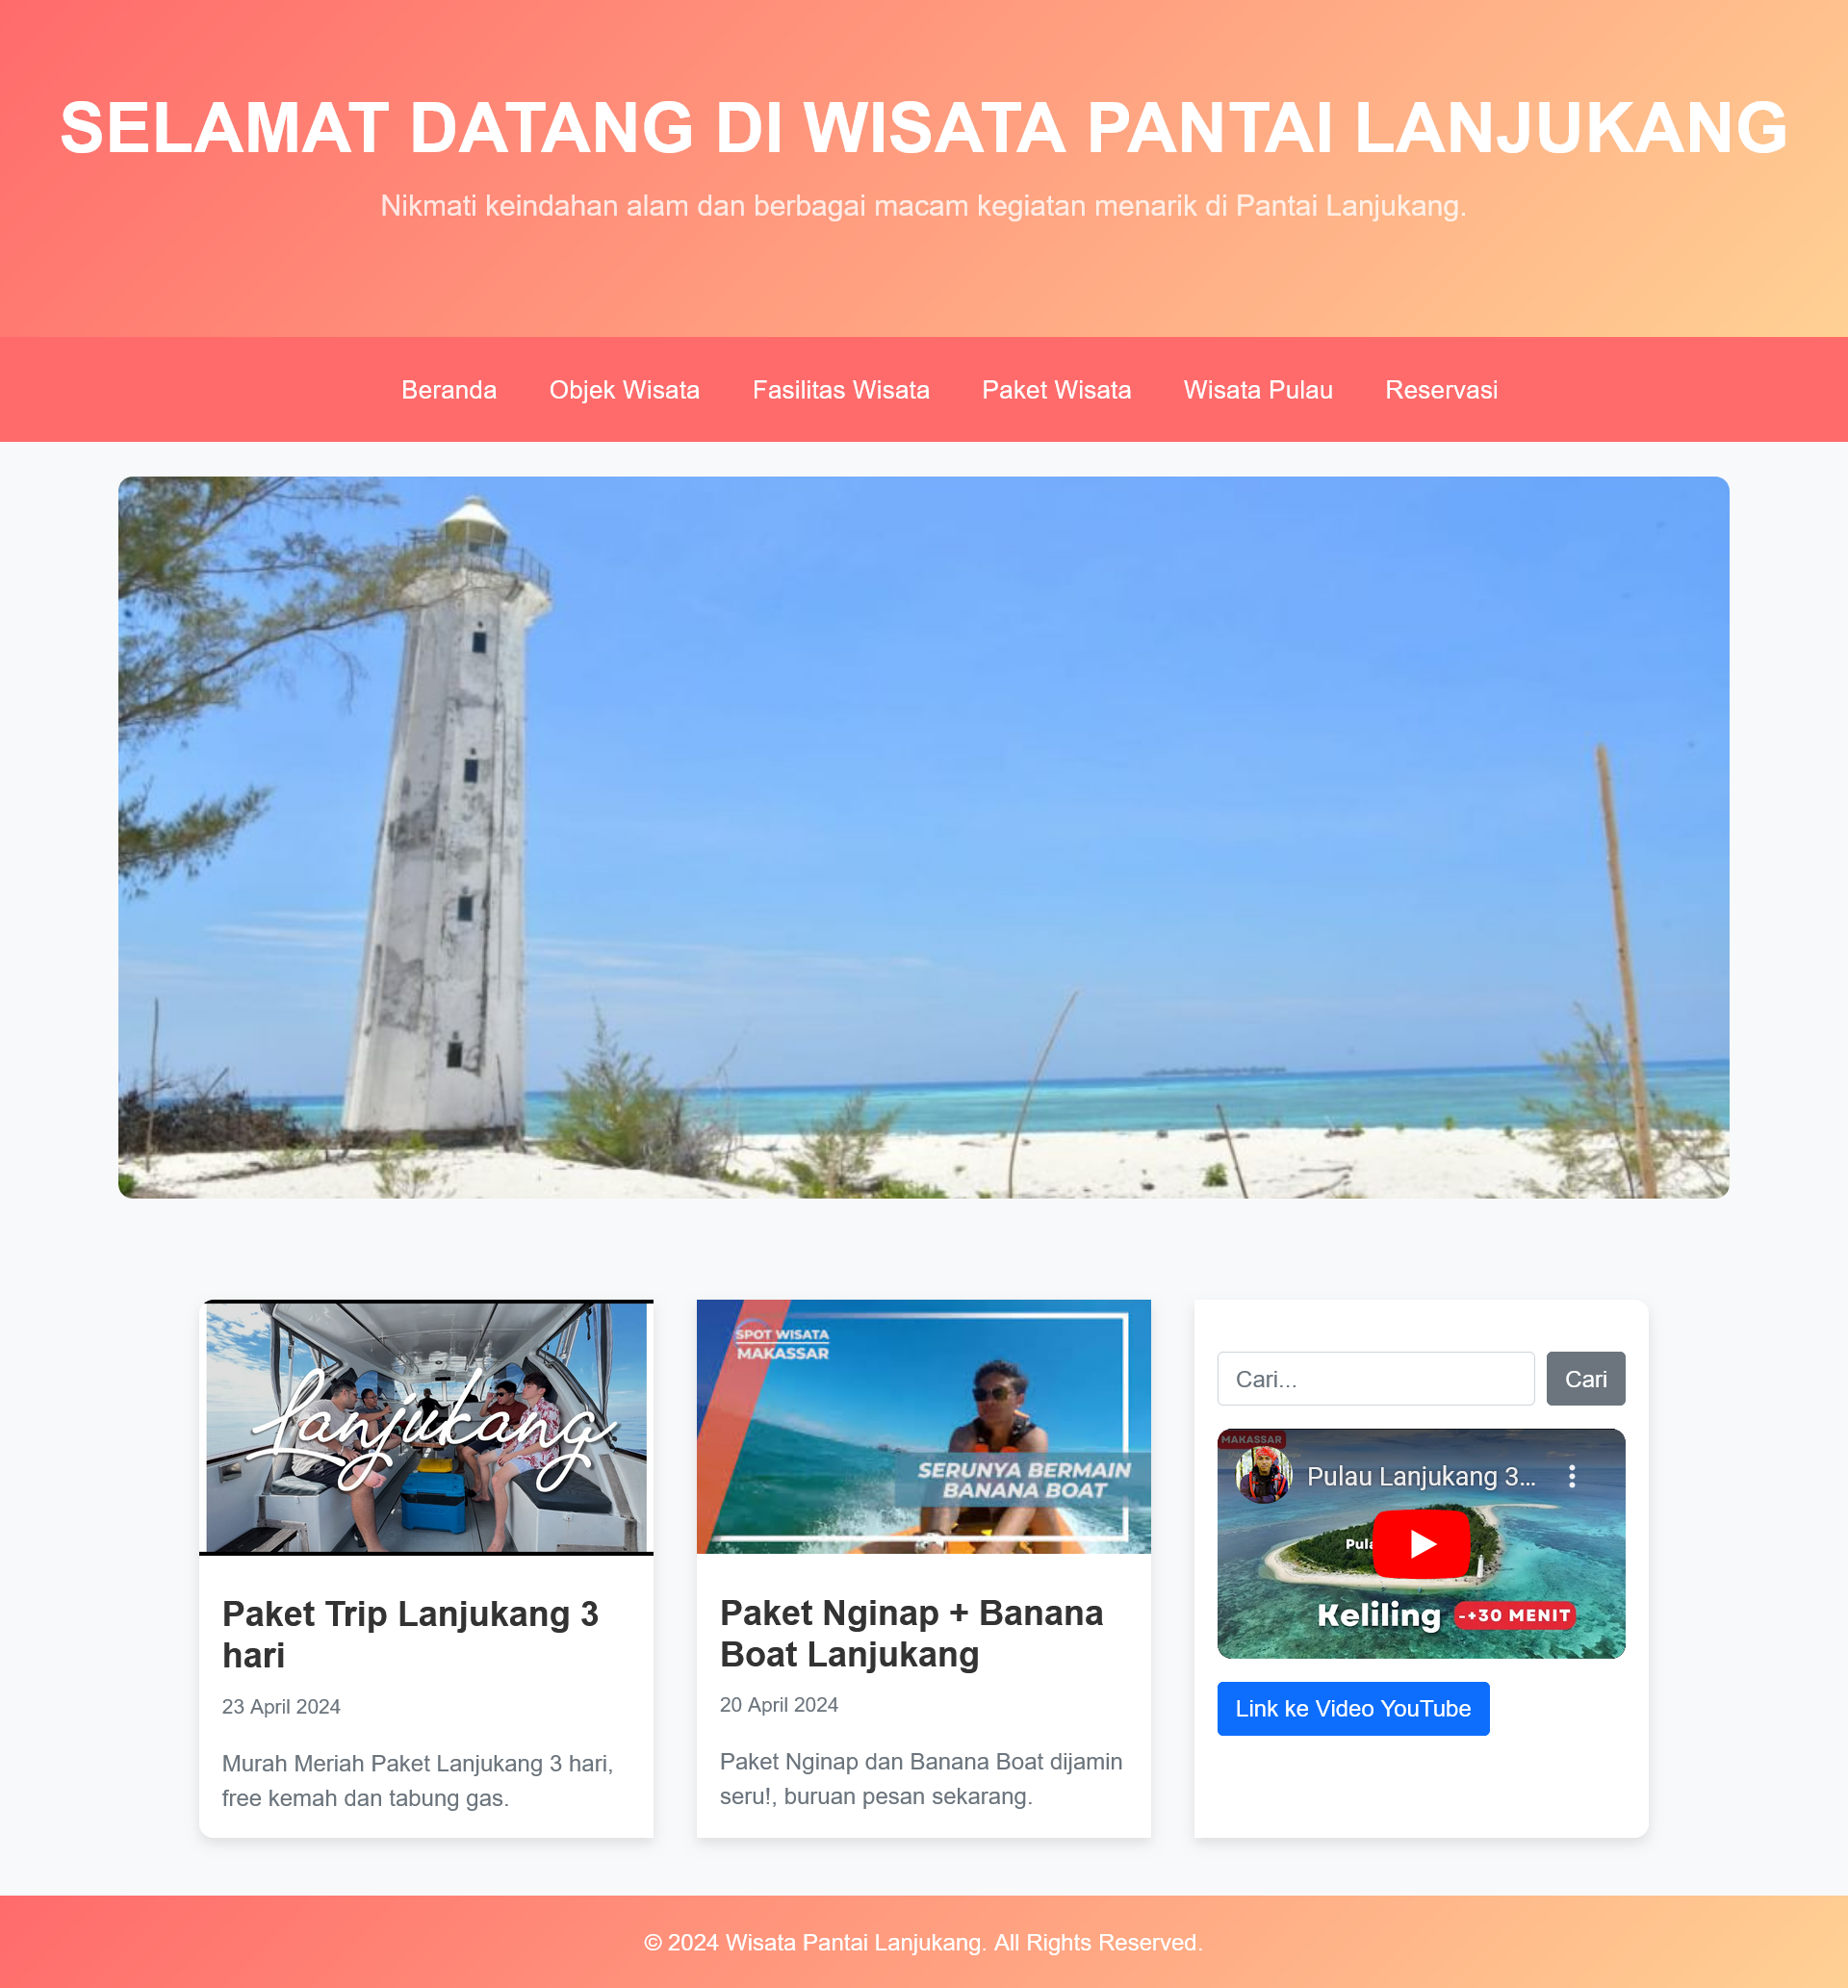 SELAMAT DATANG DI WISATA PANTAI LANJUKANG
Nikmati keindahan alam dan berbagai macam kegiatan menarik di Pantai Lanjukang.
Beranda
Objek Wisata
Fasilitas Wisata
Paket Wisata
Wisata Pulau
Reservasi
Lanjukang
Paket Trip Lanjukang 3
hari
23 April 2024
Murah Meriah Paket Lanjukang 3 hari,
free kemah dan tabung gas.
SPOT WISATA
MAKASSAR
SERUNYA BERMAIN
BANANA BOAT
Paket Nginap + Banana
Boat Lanjukang
20 April 2024
Paket Nginap dan Banana Boat dijamin
seru!, buruan pesan sekarang.
Cari...
Cari
MAKASSAR
Pulau Lanjukang 3...
Keliling -+30 MENIT
Link ke Video YouTube
© 2024 Wisata Pantai Lanjukang. All Rights Reserved.